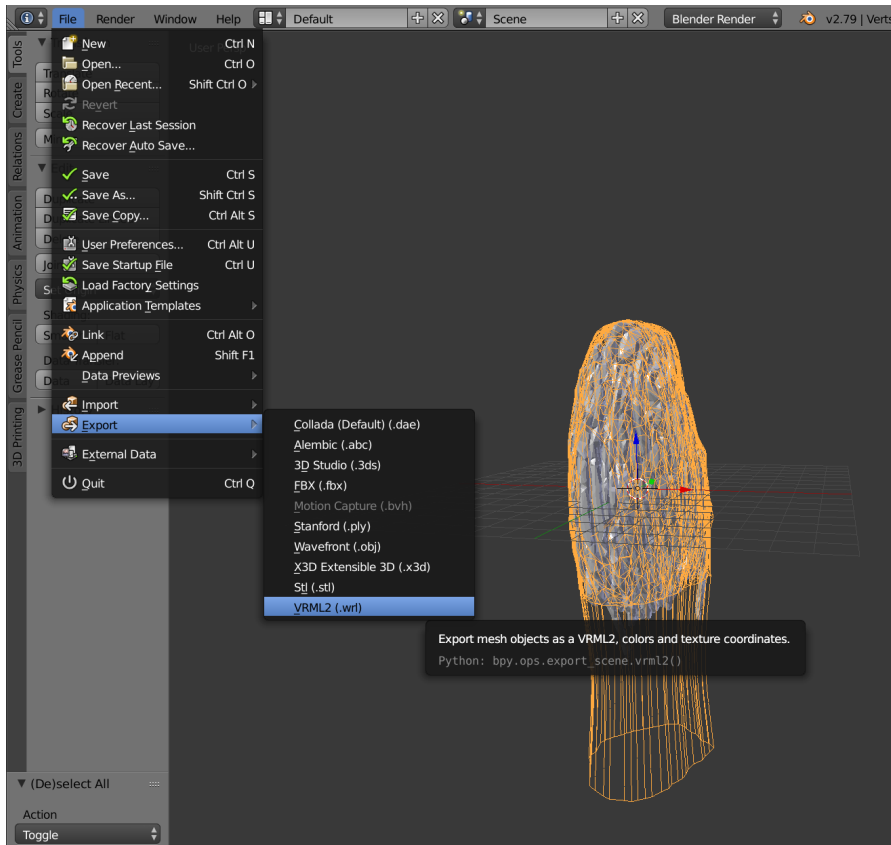 File Render Window Help Default Scene Blender Render v2.79 | Verts
New Ctrl N
Open... Ctrl O
Open Recent... Shift Ctrl O
Revert
Recover Last Session
Recover Auto Save...
Save Ctrl S
Save As... Shift Ctrl S
Save Copy... Ctrl Alt S
User Preferences... Ctrl Alt U
Save Startup File Ctrl U
Load Factory Settings
Application Templates
Link Ctrl Alt O
Append Shift F1
Data Previews
Import
Export
External Data
Quit Ctrl Q
Collada (Default) (.dae)
Alembic (.abc)
3D Studio (.3ds)
FBX (.fbx)
Motion Capture (.bvh)
Stanford (.ply)
Wavefront (.obj)
X3D Extensible 3D (.x3d)
Stl (.stl)
VRML2 (.wrl)
Export mesh objects as a VRML2, colors and texture coordinates.
Python: bpy.ops.export_scene.vrml2()
Tools
Create
Relations
Animation
Physics
Grease Pencil
3D Printing
(De)select All
Action
Toggle